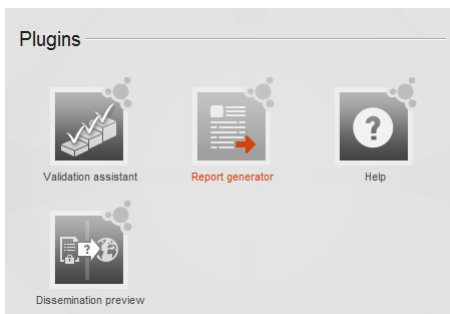 Plugins
Validation assistant
Report generator
?
Help
?
Dissemination preview